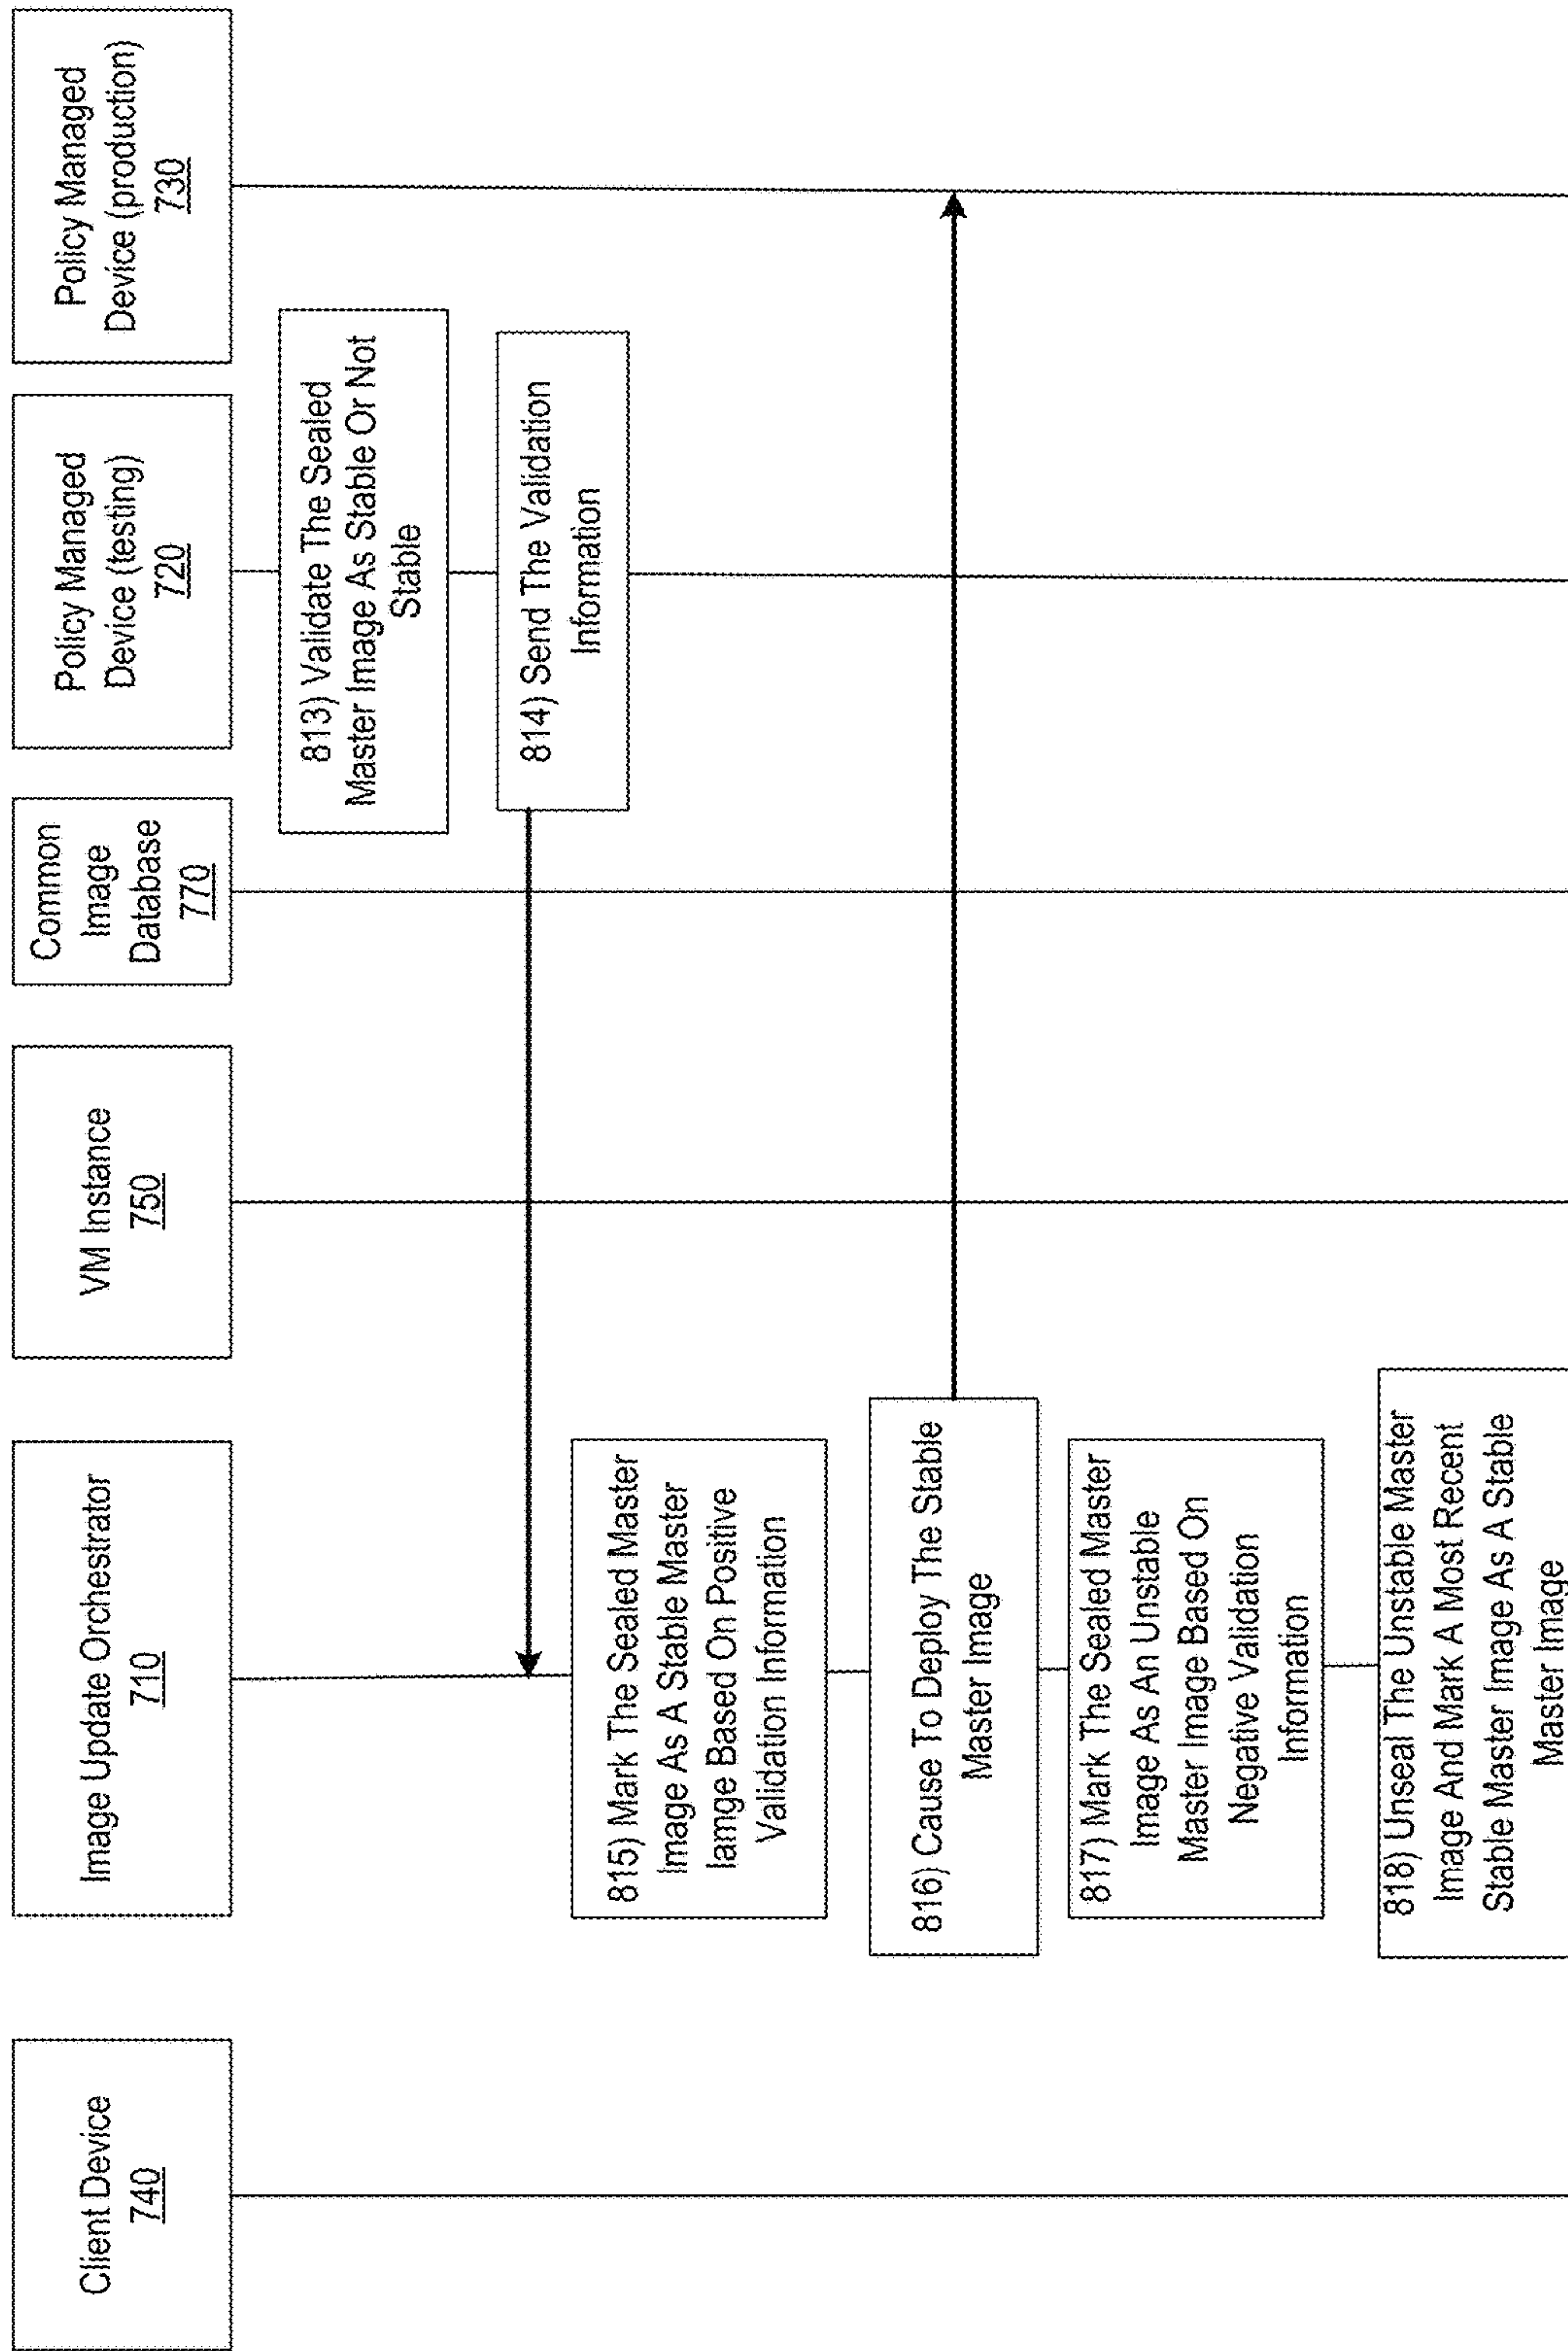 Client Device
740
Image Update Orchestrator
710
VM Instance
750
Common
Image
Database
770
Policy Managed
Device (testing)
720
Policy Managed
Device (production)
730
813) Validate The Sealed
Master Image As Stable Or Not
Stable
814) Send The Validation
Information
815) Mark The Sealed Master
Image As A Stable Master
Iamge Based On Positive
Validation Information
816) Cause To Deploy The Stable
Master Image
817) Mark The Sealed Master
Image As An Unstable
Master Image Based On
Negative Validation
Information
818) Unseal The Unstable Master
Image And Mark A Most Recent
Stable Master Image As A Stable
Master Image